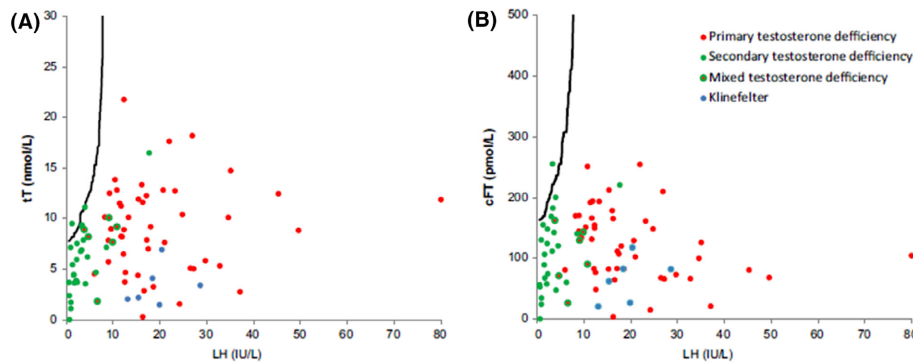 (A)
30
25
20
15
10
5
0
tT (nmol/L)
0 10 20 30 40 50 60 70 80
LH (IU/L)
(B)
500
400
300
200
100
0
cFT (pmol/L)
0 10 20 30 40 50 60 70 80
LH (IU/L)
Primary testosterone defficiency
Secondary testosterone defficiency
Mixed testosterone defficiency
Klinefelter